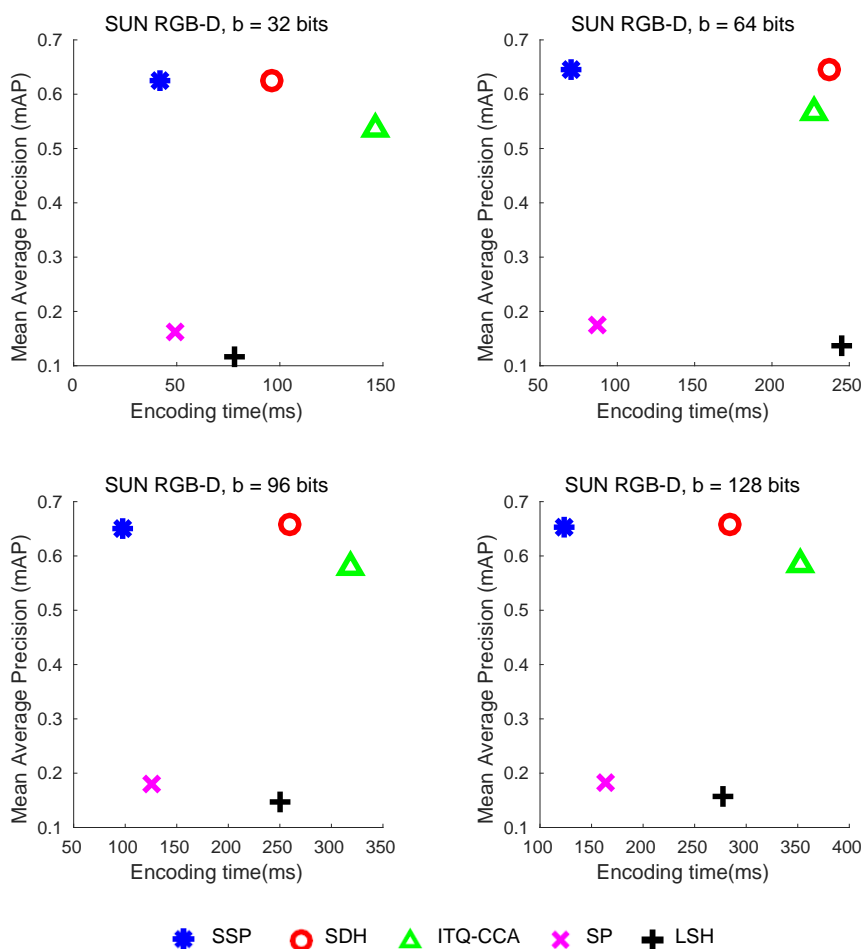 SUN RGB-D, b = 32 bits
Mean Average Precision (mAP)
0.7
0.6
0.5
0.4
0.3
0.2
0.1
0 50 100 150
Encoding time(ms)
SUN RGB-D, b = 64 bits
Mean Average Precision (mAP)
0.7
0.6
0.5
0.4
0.3
0.2
0.1
50 100 150 200 250
Encoding time(ms)
SUN RGB-D, b = 96 bits
Mean Average Precision (mAP)
0.7
0.6
0.5
0.4
0.3
0.2
0.1
50 100 150 200 250 300 350
Encoding time(ms)
SUN RGB-D, b = 128 bits
Mean Average Precision (mAP)
0.7
0.6
0.5
0.4
0.3
0.2
0.1
100 150 200 250 300 350 400
Encoding time(ms)
SSP SDH ITQ-CCA SP LSH